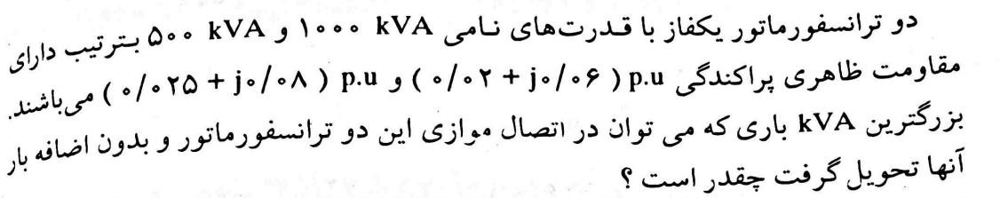 دو ترانسفورماتور یکفاز با قدرت‌های نامی ۱۰۰۰ kVA و ۵۰۰ kVA بترتیب دارای
مقاومت ظاهری پراکندگی p.u (۰/۰۲ + j۰/۰۶) و p.u (۰/۰۲۵ + j۰/۰۸) می‌باشند.
بزرگترین kVA باری که می توان در اتصال موازی این دو ترانسفورماتور و بدون اضافه بار
آنها تحویل گرفت چقدر است ؟